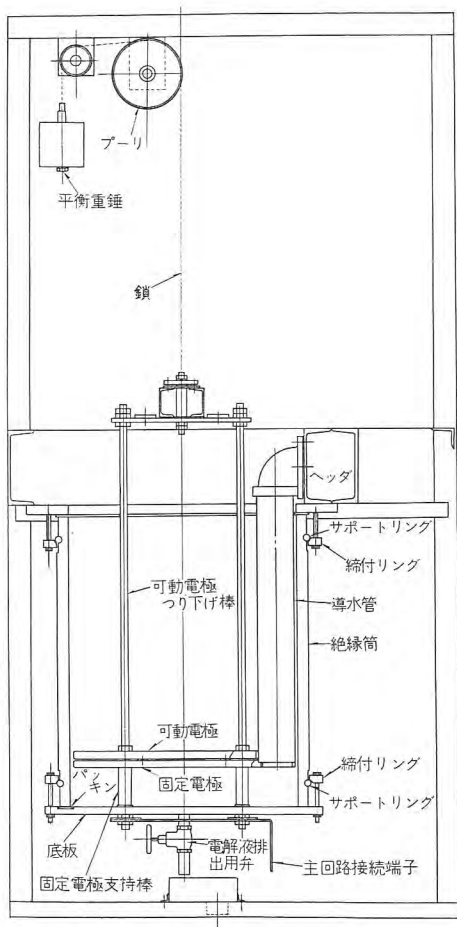 プーリ
平衡重錘
鎖
ヘッダ
サポートリング
締付リング
可動電極
つり下げ棒
導水管
絶縁筒
可動電極
固定電極
パッ
キン
締付リング
サポートリング
底板
電解液排
出用弁
固定電極支持棒
主回路接続端子